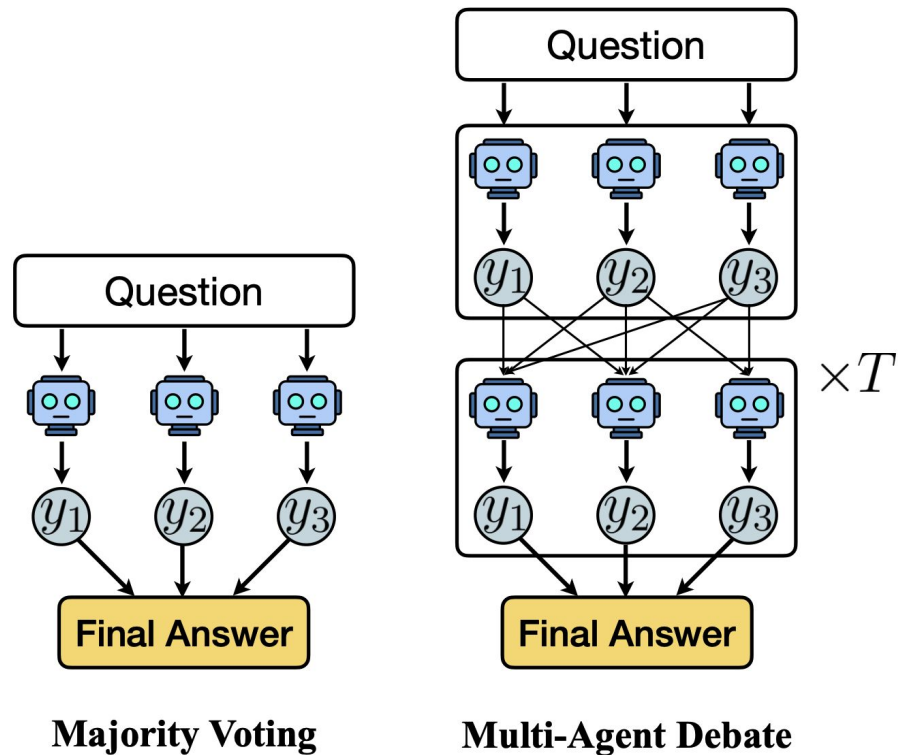 Question
y1
y2
y3
Final Answer
Majority Voting
Question
y1
y2
y3
×T
y1
y2
y3
Final Answer
Multi-Agent Debate